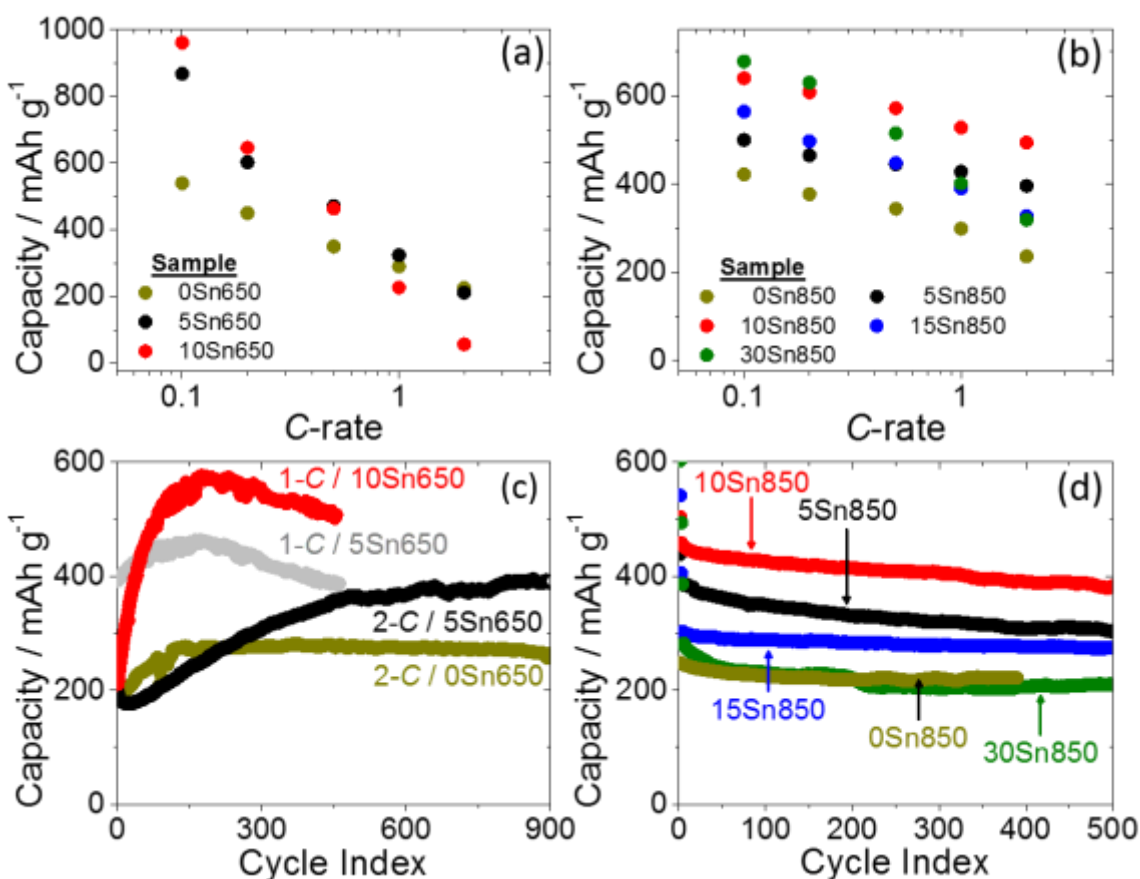 (a)
Capacity / mAh g⁻¹
1000
800
600
400
200
0
Sample
0Sn650
5Sn650
10Sn650
0.1
1
C-rate
(b)
Capacity / mAh g⁻¹
600
400
200
0
Sample
0Sn850
5Sn850
10Sn850
15Sn850
30Sn850
0.1
1
C-rate
(c)
Capacity / mAh g⁻¹
600
400
200
0
1-C / 10Sn650
1-C / 5Sn650
2-C / 5Sn650
2-C / 0Sn650
0
300
600
900
Cycle Index
(d)
Capacity / mAh g⁻¹
600
400
200
0
10Sn850
5Sn850
15Sn850
0Sn850
30Sn850
0
100
200
300
400
500
Cycle Index